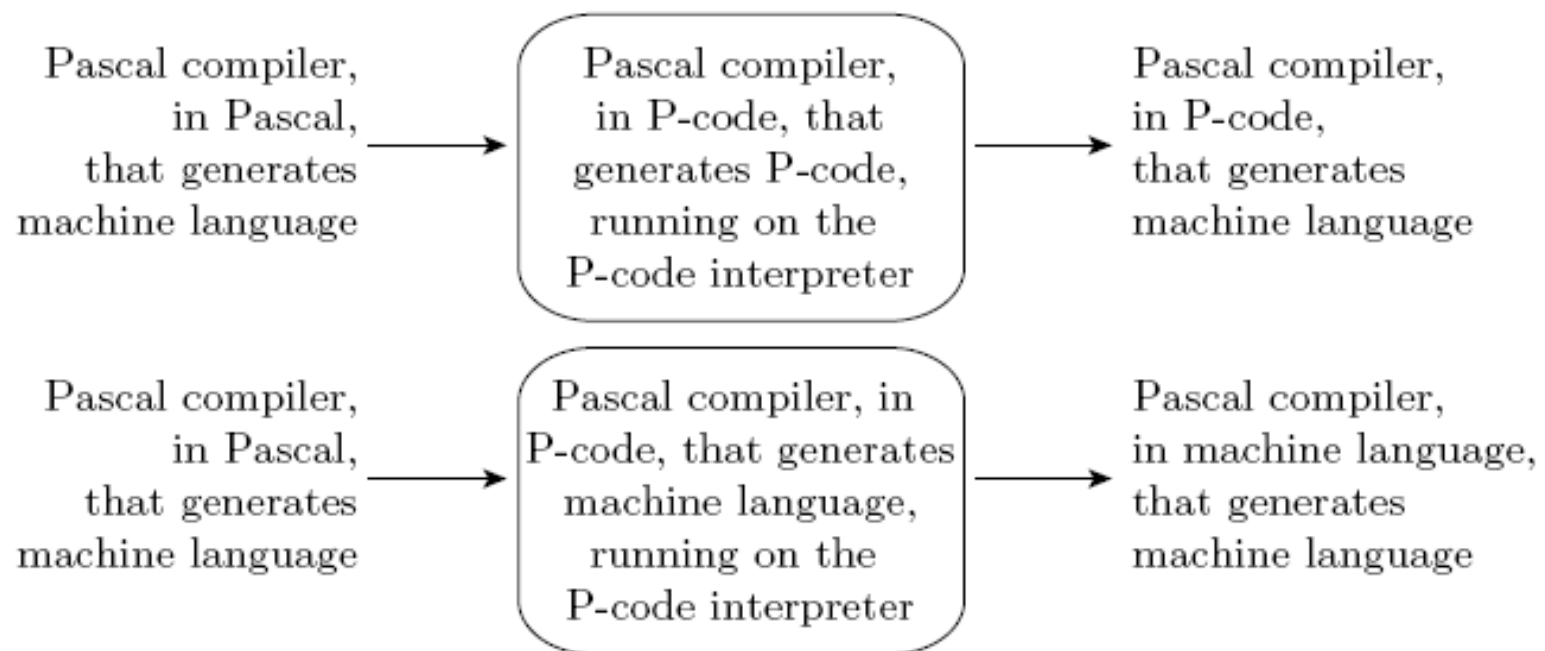 Pascal compiler,
in Pascal,
that generates
machine language
Pascal compiler,
in P-code, that
generates P-code,
running on the
P-code interpreter
Pascal compiler,
in P-code,
that generates
machine language
Pascal compiler,
in Pascal,
that generates
machine language
Pascal compiler, in
P-code, that generates
machine language,
running on the
P-code interpreter
Pascal compiler,
in machine language,
that generates
machine language